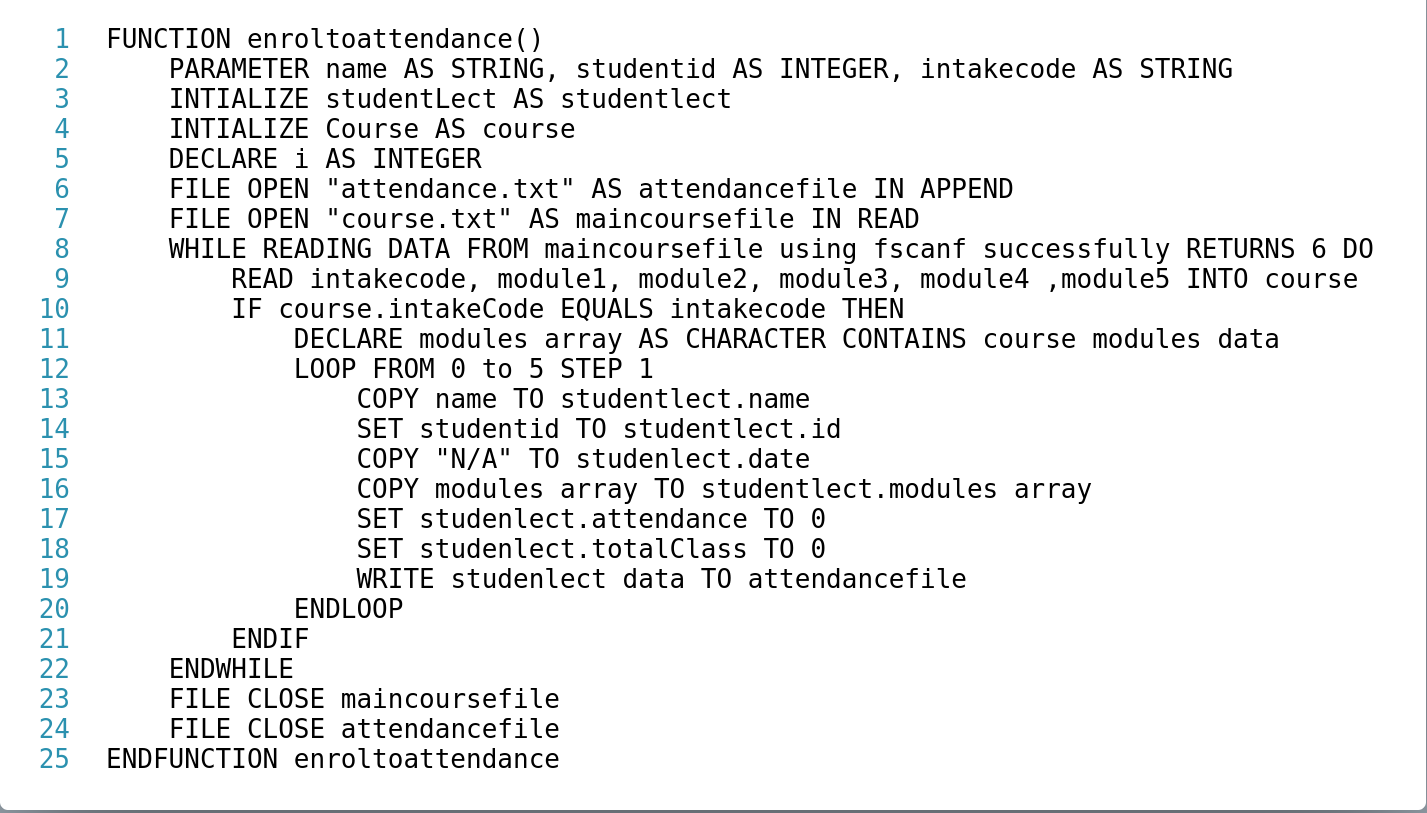 1 FUNCTION enroltoattendance()
2 PARAMETER name AS STRING, studentid AS INTEGER, intakecode AS STRING
3 INTIALIZE studentLect AS studentlect
4 INTIALIZE Course AS course
5 DECLARE i AS INTEGER
6 FILE OPEN "attendance.txt" AS attendancefile IN APPEND
7 FILE OPEN "course.txt" AS maincoursefile IN READ
8 WHILE READING DATA FROM maincoursefile using fscanf successfully RETURNS 6 DO
9 READ intakecode, module1, module2, module3, module4 ,module5 INTO course
10 IF course.intakeCode EQUALS intakecode THEN
11 DECLARE modules array AS CHARACTER CONTAINS course modules data
12 LOOP FROM 0 to 5 STEP 1
13 COPY name TO studentlect.name
14 SET studentid TO studentlect.id
15 COPY "N/A" TO studenlect.date
16 COPY modules array TO studentlect.modules array
17 SET studenlect.attendance TO 0
18 SET studenlect.totalClass TO 0
19 WRITE studenlect data TO attendancefile
20 ENDLOOP
21 ENDIF
22 ENDWHILE
23 FILE CLOSE maincoursefile
24 FILE CLOSE attendancefile
25 ENDFUNCTION enroltoattendance